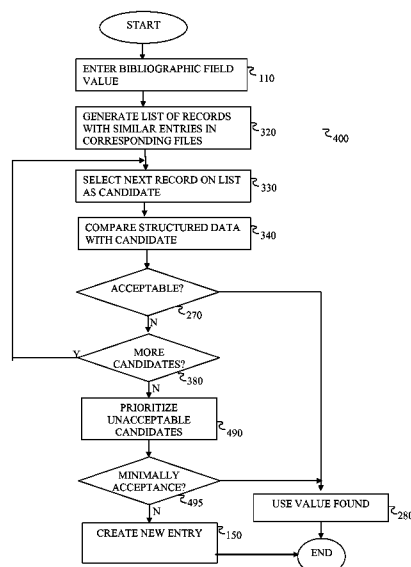 START
ENTER BIBLIOGRAPHIC FIELD
VALUE
110
GENERATE LIST OF RECORDS
WITH SIMILAR ENTRIES IN
CORRESPONDING FILES
320
400
SELECT NEXT RECORD ON LIST
AS CANDIDATE
330
COMPARE STRUCTURED DATA
WITH CANDIDATE
340
ACCEPTABLE?
270
N
Y
MORE
CANDIDATES?
380
N
PRIORITIZE
UNACCEPTABLE
CANDIDATES
490
MINIMALLY
ACCEPTANCE?
495
N
USE VALUE FOUND
280
CREATE NEW ENTRY
150
END